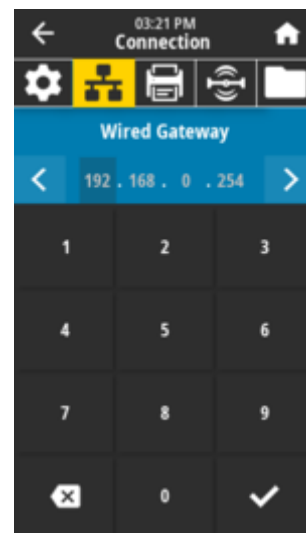 03:21 PM
Connection
Wired Gateway
192 . 168 . 0 . 254
1 2 3
4 5 6
7 8 9
0